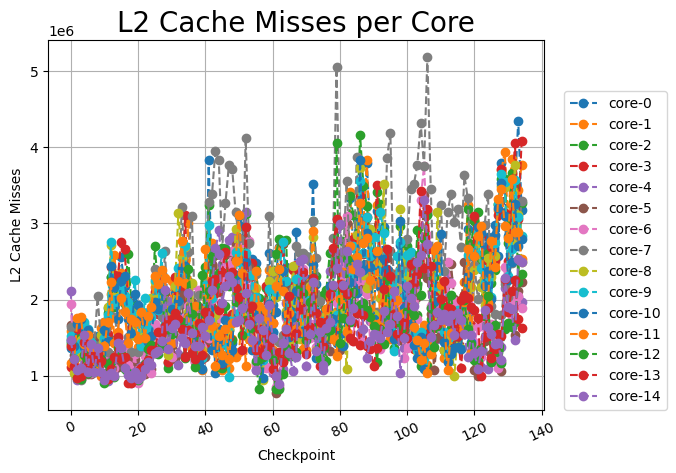 L2 Cache Misses per Core
1e6
5
4
3
2
1
L2 Cache Misses
0
20
40
60
80
100
120
140
Checkpoint
core-0
core-1
core-2
core-3
core-4
core-5
core-6
core-7
core-8
core-9
core-10
core-11
core-12
core-13
core-14